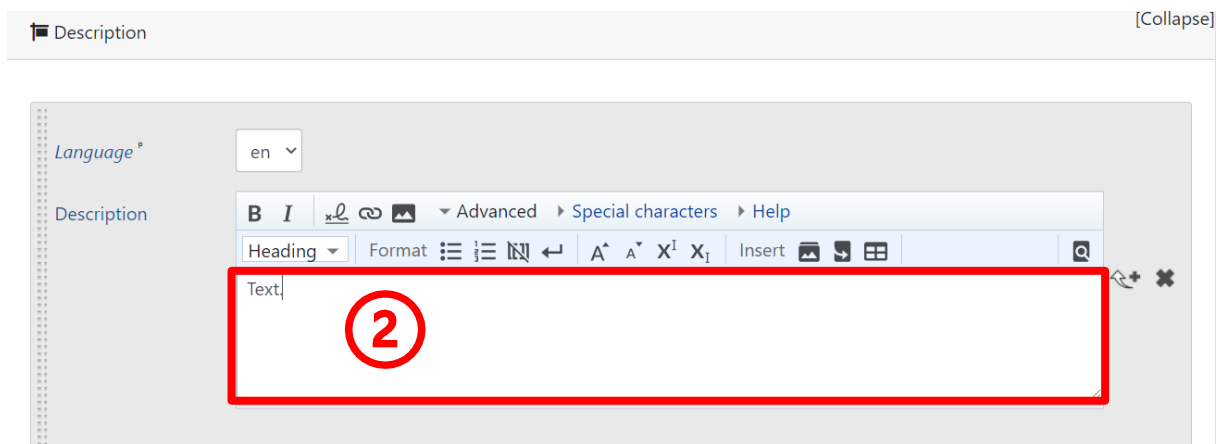 [Collapse]
Description
Language
en
Description
B I Advanced Special characters Help
Heading Format Insert
Text.
2